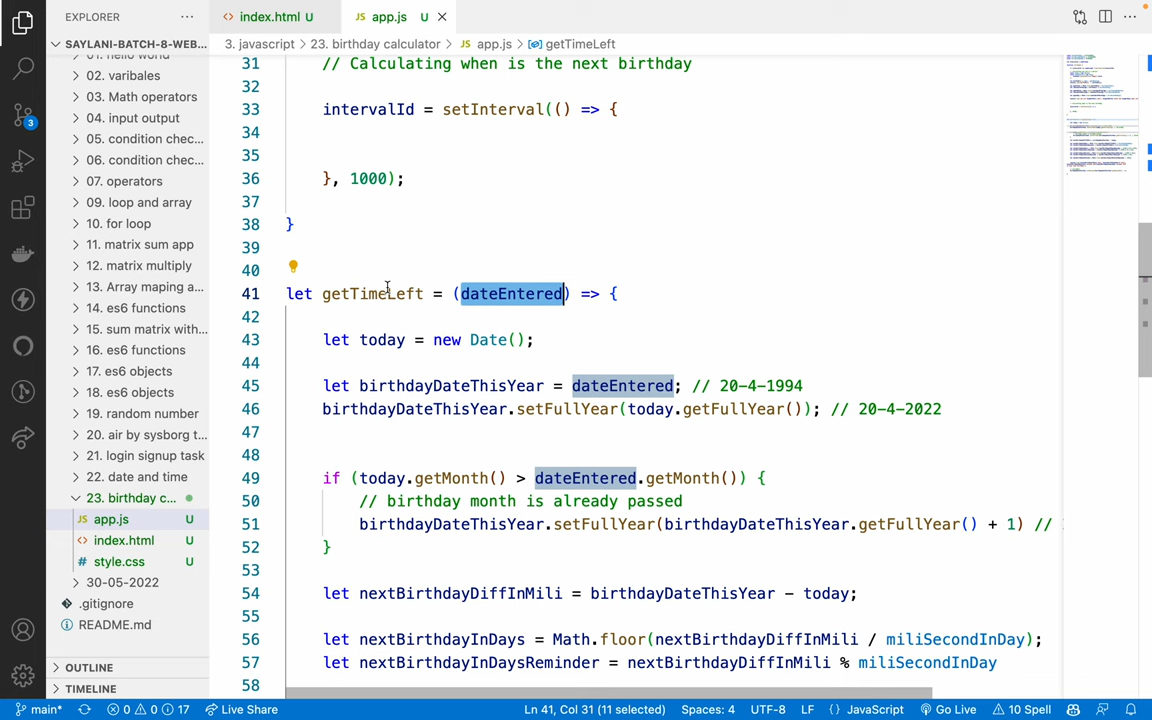 EXPLORER
SAYLANI-BATCH-8-WEB...
02. varibales
03. Math operators
04. input output
05. condition chec...
06. condition chec...
07. operators
09. loop and array
10. for loop
11. matrix sum app
12. matrix multiply
13. Array maping a...
14. es6 functions
15. sum matrix with...
16. es6 functions
17. es6 objects
18. es6 objects
19. random number
20. air by sysborg t...
21. login signup task
22. date and time
23. birthday c...
JS app.js U
<> index.html U
# style.css U
30-05-2022
.gitignore
README.md
OUTLINE
TIMELINE
3
<> index.html U
JS app.js U
3. javascript > 23. birthday calculator > JS app.js > getTimeLeft
31 // Calculating when is the next birthday
32
33 intervalId = setInterval(() => {
34
35
36 }, 1000);
37
38 }
39
40
41 let getTimeLeft = (dateEntered) => {
42
43 let today = new Date();
44
45 let birthdayDateThisYear = dateEntered; // 20-4-1994
46 birthdayDateThisYear.setFullYear(today.getFullYear()); // 20-4-2022
47
48
49 if (today.getMonth() > dateEntered.getMonth()) {
50 // birthday month is already passed
51 birthdayDateThisYear.setFullYear(birthdayDateThisYear.getFullYear() + 1) //
52 }
53
54 let nextBirthdayDiffInMili = birthdayDateThisYear - today;
55
56 let nextBirthdayInDays = Math.floor(nextBirthdayDiffInMili / miliSecondInDay);
57 let nextBirthdayInDaysReminder = nextBirthdayDiffInMili % miliSecondInDay
58
main* 0 0 17 Live Share Ln 41, Col 31 (11 selected) Spaces: 4 UTF-8 LF {} JavaScript Go Live 10 Spell